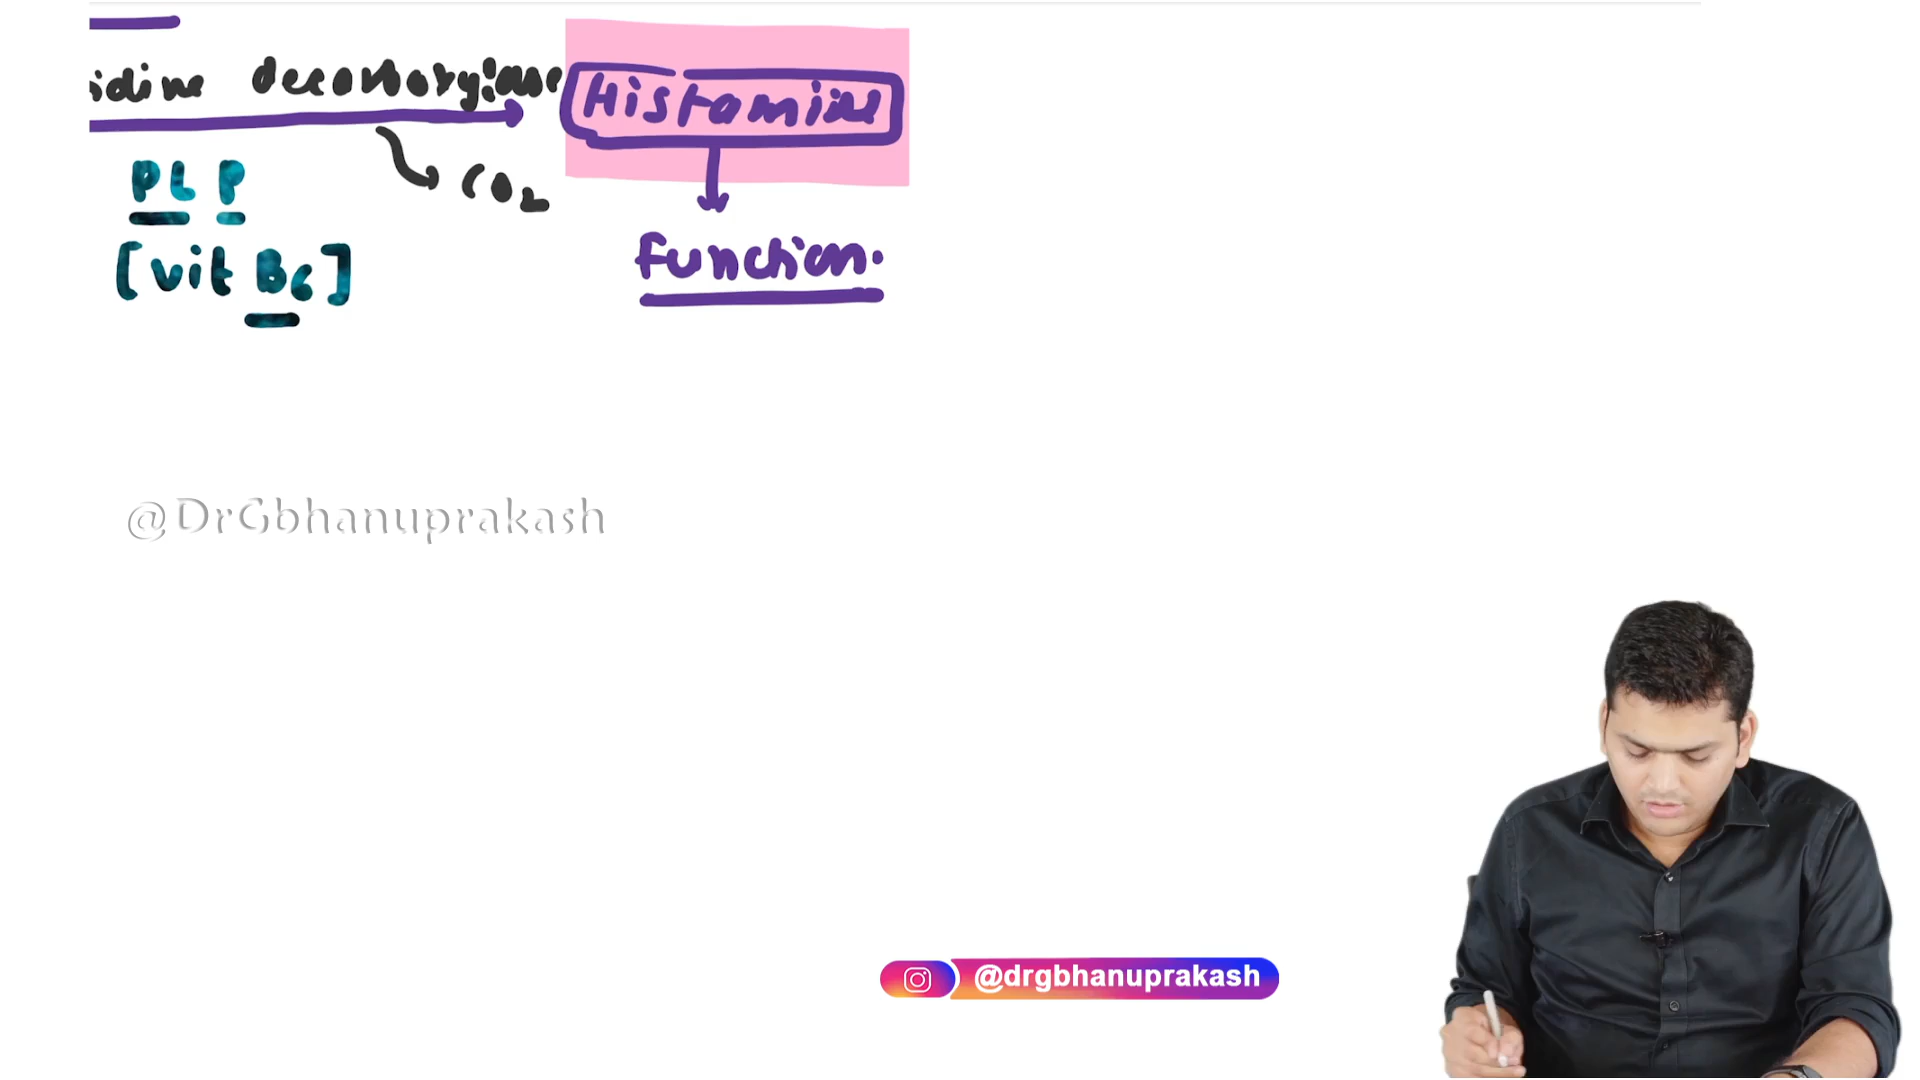 idine decarboxylase Histamine
CO2
PLP
[vit B6]
Function.
@DrGbhanuprakash
@drgbhanuprakash